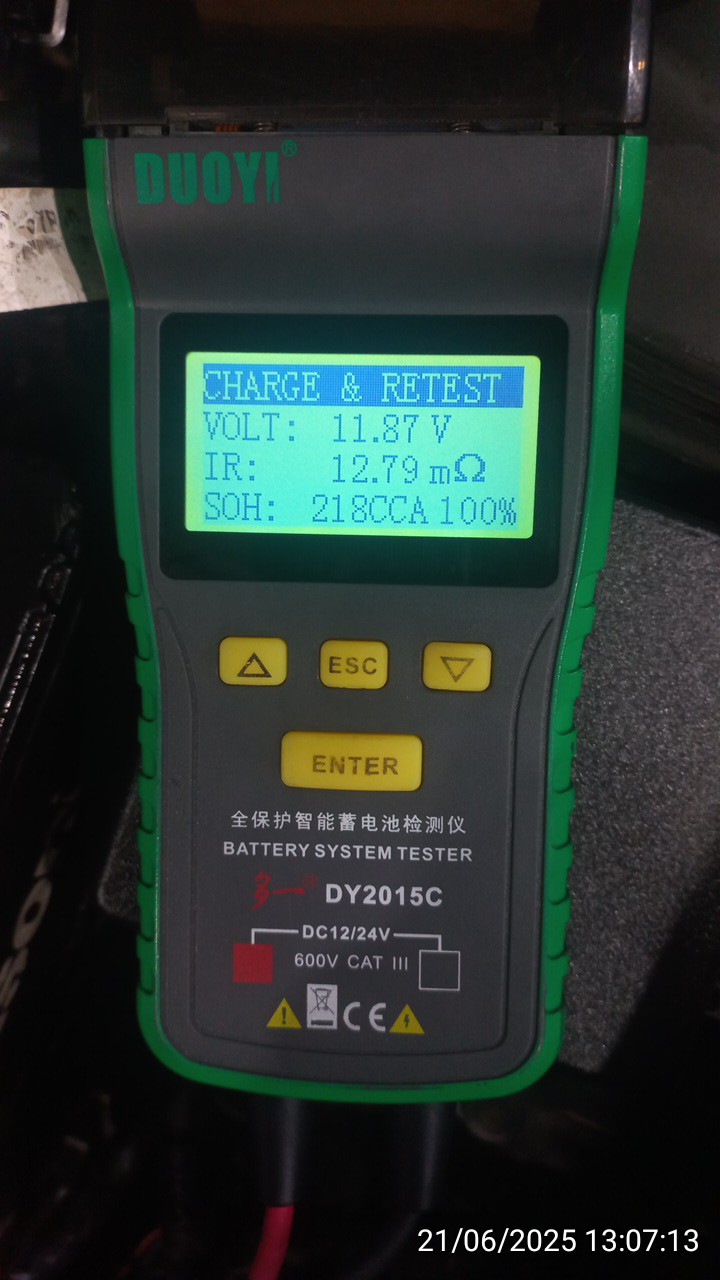 DUOYI®
CHARGE & RETEST
VOLT: 11.87 V
IR: 12.79 mΩ
SOH: 218CCA 100%
ESC
ENTER
全保护智能蓄电池检测仪
BATTERY SYSTEM TESTER
多一® DY2015C
DC12/24V
600V CAT III
CE
21/06/2025 13:07:13